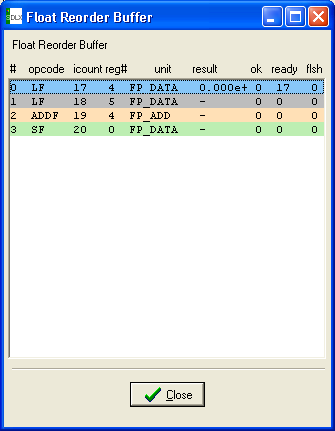 DLX Float Reorder Buffer
Float Reorder Buffer
# opcode icount reg# unit result ok ready flsh
0 LF 17 4 FP_DATA 0.000e+ 0 17 0
1 LF 18 5 FP_DATA - 0 0 0
2 ADDF 19 4 FP_ADD - 0 0 0
3 SF 20 0 FP_DATA - 0 0 0
Close